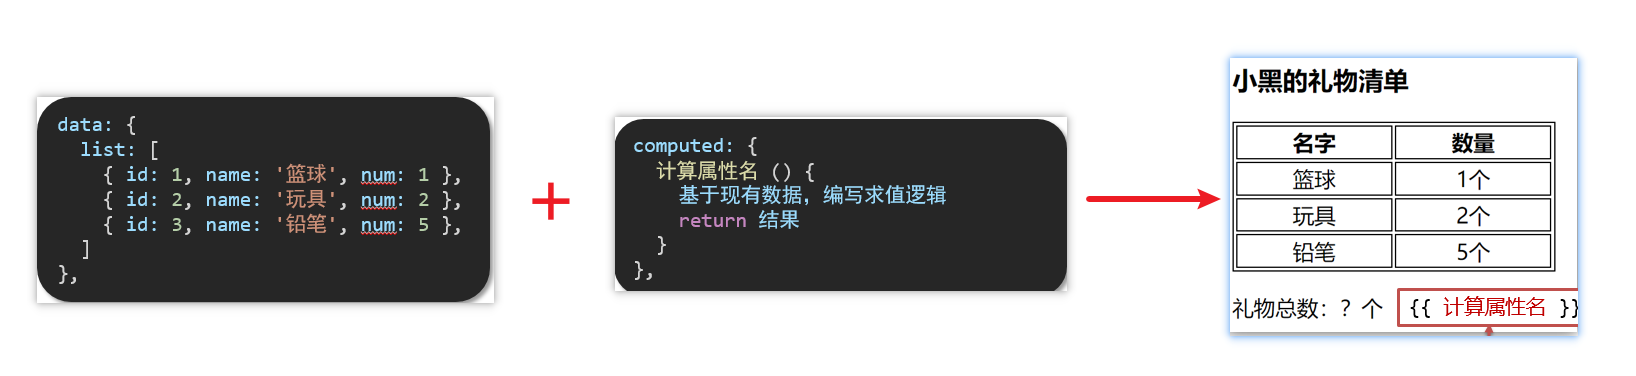 data: {
list: [
{ id: 1, name: '篮球', num: 1 },
{ id: 2, name: '玩具', num: 2 },
{ id: 3, name: '铅笔', num: 5 },
]
},
+
computed: {
计算属性名 () {
基于现有数据，编写求值逻辑
return 结果
}
},
小黑的礼物清单
名字 数量
篮球 1个
玩具 2个
铅笔 5个
礼物总数：？个 {{ 计算属性名 }}